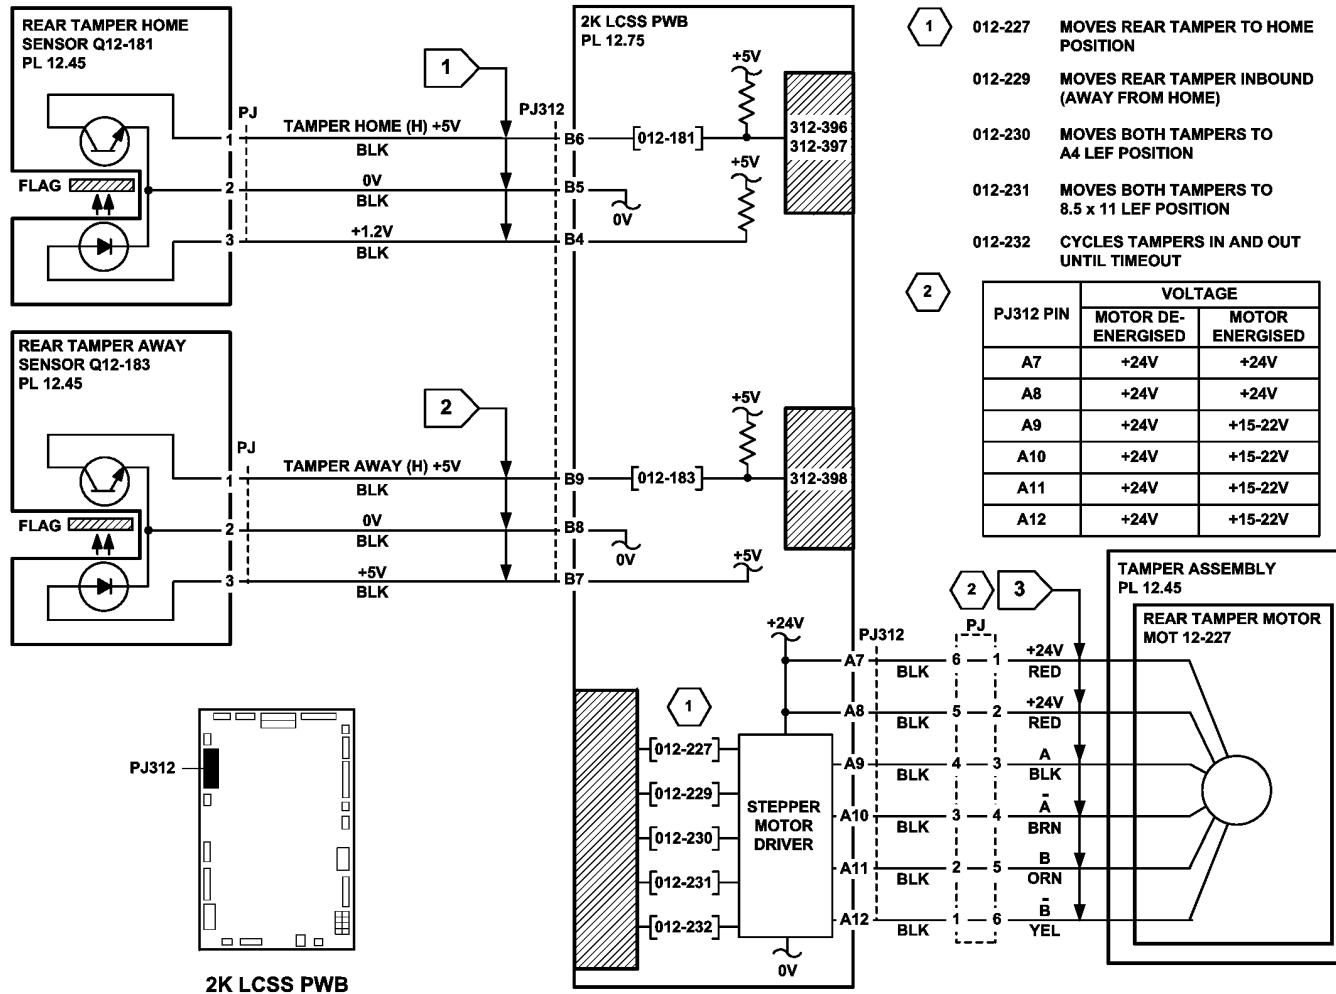 REAR TAMPER HOME
SENSOR Q12-181
PL 12.45
FLAG
1
2
3
PJ
TAMPER HOME (H) +5V
BLK
0V
BLK
+1.2V
BLK
1
PJ312
B6
B5
B4
2K LCSS PWB
PL 12.75
[012-181]
+5V
+5V
0V
312-396
312-397
REAR TAMPER AWAY
SENSOR Q12-183
PL 12.45
FLAG
1
2
3
PJ
TAMPER AWAY (H) +5V
BLK
0V
BLK
+5V
BLK
2
B9
B8
B7
[012-183]
+5V
0V
+5V
312-398
1
012-227 MOVES REAR TAMPER TO HOME
POSITION
012-229 MOVES REAR TAMPER INBOUND
(AWAY FROM HOME)
012-230 MOVES BOTH TAMPERS TO
A4 LEF POSITION
012-231 MOVES BOTH TAMPERS TO
8.5 x 11 LEF POSITION
012-232 CYCLES TAMPERS IN AND OUT
UNTIL TIMEOUT
2
PJ312 PIN
VOLTAGE
MOTOR DE-
ENERGISED
MOTOR
ENERGISED
A7 +24V +24V
A8 +24V +24V
A9 +24V +15-22V
A10 +24V +15-22V
A11 +24V +15-22V
A12 +24V +15-22V
PJ312
2K LCSS PWB
1
[012-227]
[012-229]
[012-230]
[012-231]
[012-232]
+24V
STEPPER
MOTOR
DRIVER
0V
PJ312
2
3
PJ
A7 BLK 6 1 +24V RED
A8 BLK 5 2 +24V RED
A9 BLK 4 3 A BLK
A10 BLK 3 4 A̅ BRN
A11 BLK 2 5 B ORN
A12 BLK 1 6 B̅ YEL
TAMPER ASSEMBLY
PL 12.45
REAR TAMPER MOTOR
MOT 12-227